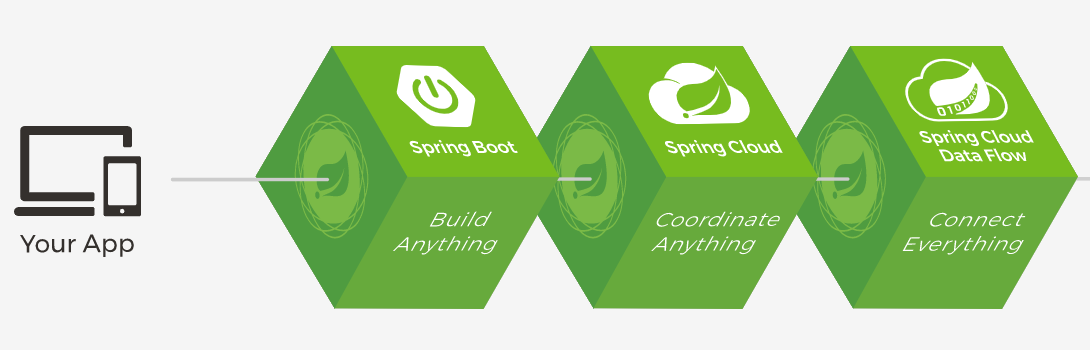 Your App
Spring Boot
Build
Anything
Spring Cloud
Coordinate
Anything
Spring Cloud
Data Flow
Connect
Everything